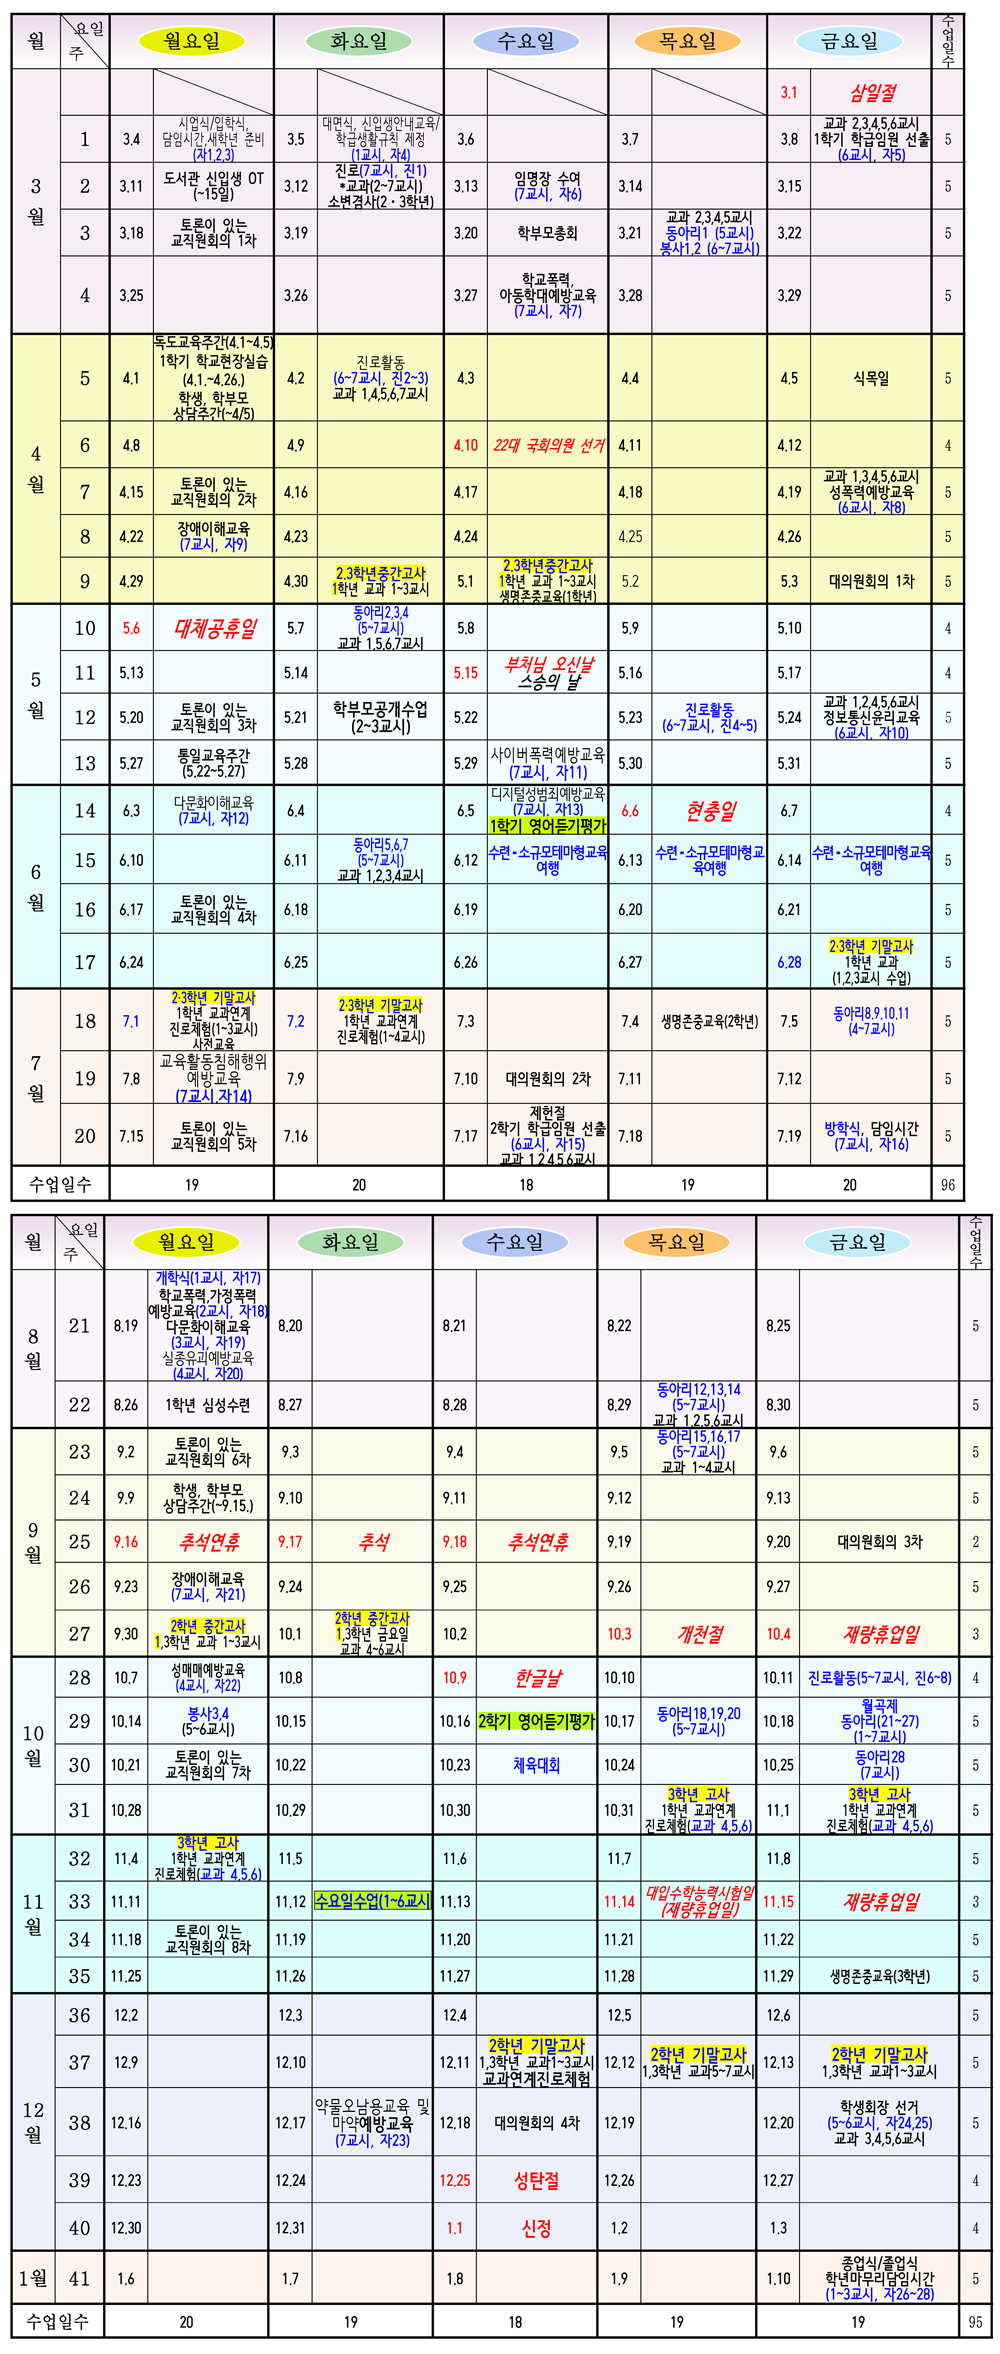 월 요일 주 월요일 화요일 수요일 목요일 금요일 수업일수
3.1 삼일절
3월
1 3.4 시업식/입학식,
담임시간,새학년 준비
(자1,2,3)
3.5 대면식, 신입생안내교육/
학급생활규칙 제정
(1교시, 자4)
3.6
3.7
3.8 교과 2,3,4,5,6교시
1학기 학급임원 선출
(6교시, 자5)
5
2 3.11 도서관 신입생 OT
(~15일)
3.12 진로(7교시, 진1)
*교과(2~7교시)
소변겸사(2・3학년)
3.13 임명장 수여
(7교시, 자6)
3.14
3.15
5
3 3.18 토론이 있는
교직원회의 1차
3.19
3.20 학부모총회
3.21 교과 2,3,4,5교시
동아리1 (5교시)
봉사1,2 (6~7교시)
3.22
5
4 3.25
3.26
3.27 학교폭력,
아동학대예방교육
(7교시, 자7)
3.28
3.29
5
4월
5 4.1 독도교육주간(4.1~4.5)
1학기 학교현장실습
(4.1.~4.26.)
학생, 학부모
상담주간(~4/5)
4.2 진로활동
(6~7교시, 진2~3)
교과 1,4,5,6,7교시
4.3
4.4
4.5 식목일
5
6 4.8
4.9
4.10 22대 국회의원 선거
4.11
4.12
4
7 4.15 토론이 있는
교직원회의 2차
4.16
4.17
4.18
4.19 교과 1,3,4,5,6교시
성폭력예방교육
(6교시, 자8)
5
8 4.22 장애이해교육
(7교시, 자9)
4.23
4.24
4.25
4.26
5
9 4.29
4.30 2,3학년중간고사
1학년 교과 1~3교시
5.1 2,3학년중간고사
1학년 교과 1~3교시
생명존중교육(1학년)
5.2
5.3 대의원회의 1차
5
5월
10 5.6 대체공휴일
5.7 동아리2,3,4
(5~7교시)
교과 1,5,6,7교시
5.8
5.9
5.10
4
11 5.13
5.14
5.15 부처님 오신날
스승의 날
5.16
5.17
4
12 5.20 토론이 있는
교직원회의 3차
5.21 학부모공개수업
(2~3교시)
5.22
5.23 진로활동
(6~7교시, 진4~5)
5.24 교과 1,2,4,5,6교시
정보통신윤리교육
(6교시, 자10)
5
13 5.27 통일교육주간
(5.22~5.27)
5.28
5.29 사이버폭력예방교육
(7교시, 자11)
5.30
5.31
5
6월
14 6.3 다문화이해교육
(7교시, 자12)
6.4
6.5 디지털성범죄예방교육
(7교시, 자13)
1학기 영어듣기평가
6.6 현충일
6.7
4
15 6.10
6.11 동아리5,6,7
(5~7교시)
교과 1,2,3,4교시
6.12 수련·소규모테마형교육
여행
6.13 수련·소규모테마형교
육여행
6.14 수련·소규모테마형교육
여행
5
16 6.17 토론이 있는
교직원회의 4차
6.18
6.19
6.20
6.21
5
17 6.24
6.25
6.26
6.27
6.28 2·3학년 기말고사
1학년 교과
(1,2,3교시 수업)
5
7월
18 7.1 2·3학년 기말고사
1학년 교과연계
진로체험(1~3교시)
사전교육
7.2 2·3학년 기말고사
1학년 교과연계
진로체험(1~4교시)
7.3
7.4 생명존중교육(2학년)
7.5 동아리8,9,10,11
(4~7교시)
5
19 7.8 교육활동침해행위
예방교육
(7교시,자14)
7.9
7.10 대의원회의 2차
7.11
7.12
5
20 7.15 토론이 있는
교직원회의 5차
7.16
7.17 제헌절
2학기 학급임원 선출
(6교시, 자15)
교과 1,2,4,5,6교시
7.18
7.19 방학식, 담임시간
(7교시, 자16)
5
수업일수 19 20 18 19 20 96
월 요일 주 월요일 화요일 수요일 목요일 금요일 수업일수
8월
21 8.19 개학식(1교시, 자17)
학교폭력,가정폭력
예방교육(2교시, 자18)
다문화이해교육
(3교시, 자19)
실종유괴예방교육
(4교시, 자20)
8.20
8.21
8.22
8.25
5
22 8.26 1학년 심성수련
8.27
8.28
8.29 동아리12,13,14
(5~7교시)
교과 1,2,5,6교시
8.30
5
9월
23 9.2 토론이 있는
교직원회의 6차
9.3
9.4
9.5 동아리15,16,17
(5~7교시)
교과 1~4교시
9.6
5
24 9.9 학생, 학부모
상담주간(~9.15.)
9.10
9.11
9.12
9.13
5
25 9.16 추석연휴
9.17 추석
9.18 추석연휴
9.19
9.20 대의원회의 3차
2
26 9.23 장애이해교육
(7교시, 자21)
9.24
9.25
9.26
9.27
5
27 9.30 2학년 중간고사
1,3학년 교과 1~3교시
10.1 2학년 중간고사
1,3학년 금요일
교과 4~6교시
10.2
10.3 개천절
10.4 재량휴업일
3
10월
28 10.7 성매매예방교육
(4교시, 자22)
10.8
10.9 한글날
10.10
10.11 진로활동(5~7교시, 진6~8)
4
29 10.14 봉사3,4
(5~6교시)
10.15
10.16 2학기 영어듣기평가
10.17 동아리18,19,20
(5~7교시)
10.18 월곡제
동아리(21~27)
(1~7교시)
5
30 10.21 토론이 있는
교직원회의 7차
10.22
10.23 체육대회
10.24
10.25 동아리28
(7교시)
5
31 10.28
10.29
10.30
10.31 3학년 고사
1학년 교과연계
진로체험(교과 4,5,6)
11.1 3학년 고사
1학년 교과연계
진로체험(교과 4,5,6)
5
11월
32 11.4 3학년 고사
1학년 교과연계
진로체험(교과 4,5,6)
11.5
11.6
11.7
11.8
5
33 11.11
11.12 수요일수업(1~6교시
11.13
11.14 대입수학능력시험일
(재량휴업일)
11.15 재량휴업일
3
34 11.18 토론이 있는
교직원회의 8차
11.19
11.20
11.21
11.22
5
35 11.25
11.26
11.27
11.28
11.29 생명존중교육(3학년)
5
12월
36 12.2
12.3
12.4
12.5
12.6
5
37 12.9
12.10
12.11 2학년 기말고사
1,3학년 교과1~3교시
교과연계진로체험
12.12 2학년 기말고사
1,3학년 교과5~7교시
12.13 2학년 기말고사
1,3학년 교과1~3교시
5
38 12.16
12.17 약물오남용교육 및
마약예방교육
(7교시, 자23)
12.18 대의원회의 4차
12.19
12.20 학생회장 선거
(5~6교시, 자24,25)
교과 3,4,5,6교시
5
39 12.23
12.24
12.25 성탄절
12.26
12.27
4
40 12.30
12.31
1.1 신정
1.2
1.3
4
1월 41 1.6
1.7
1.8
1.9
1.10 종업식/졸업식
학년마무리담임시간
(1~3교시, 자26~28)
5
수업일수 20 19 18 19 19 95